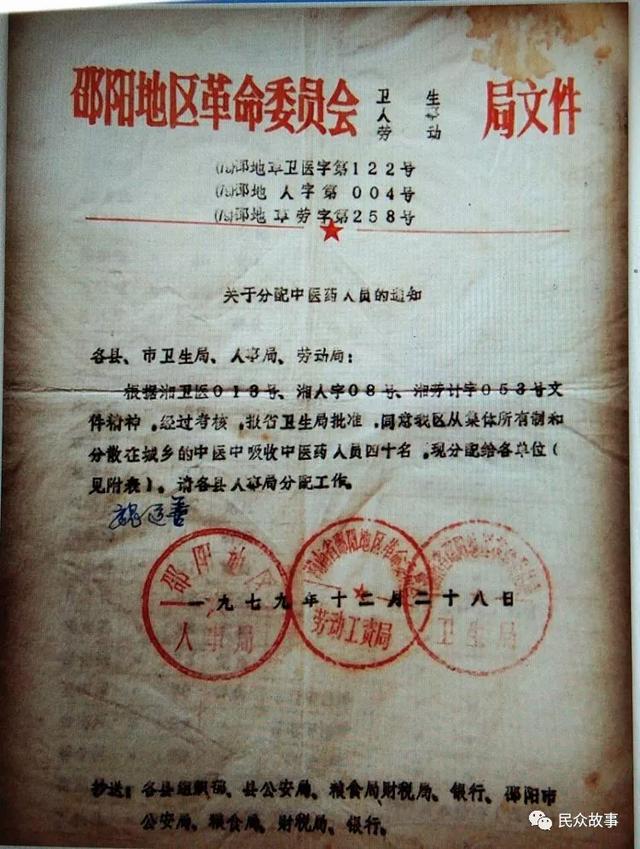 邵阳地区革命委员会 卫生 人事 劳动 局文件
邵地革卫医字第122号
邵地 人字第004号
邵地革劳字第258号
关于分配中医药人员的通知
各县、市卫生局、人事局、劳动局：
根据湘卫医013号、湘人字08号、湘劳计字053号文
件精神，经过考核，报省卫生局批准，同意我区从集体所有制和
分散在城乡的中医中吸收中医药人员四十名，现分配给各单位（
见附表）。请各县人事局分配工作。
邵阳地区
人事局
劳动工资局
卫生局
一九七九年十二月二十八日
抄送：各县组织部、县公安局、粮食局财税局、银行、邵阳市
公安局、粮食局、财税局、银行。
民众故事